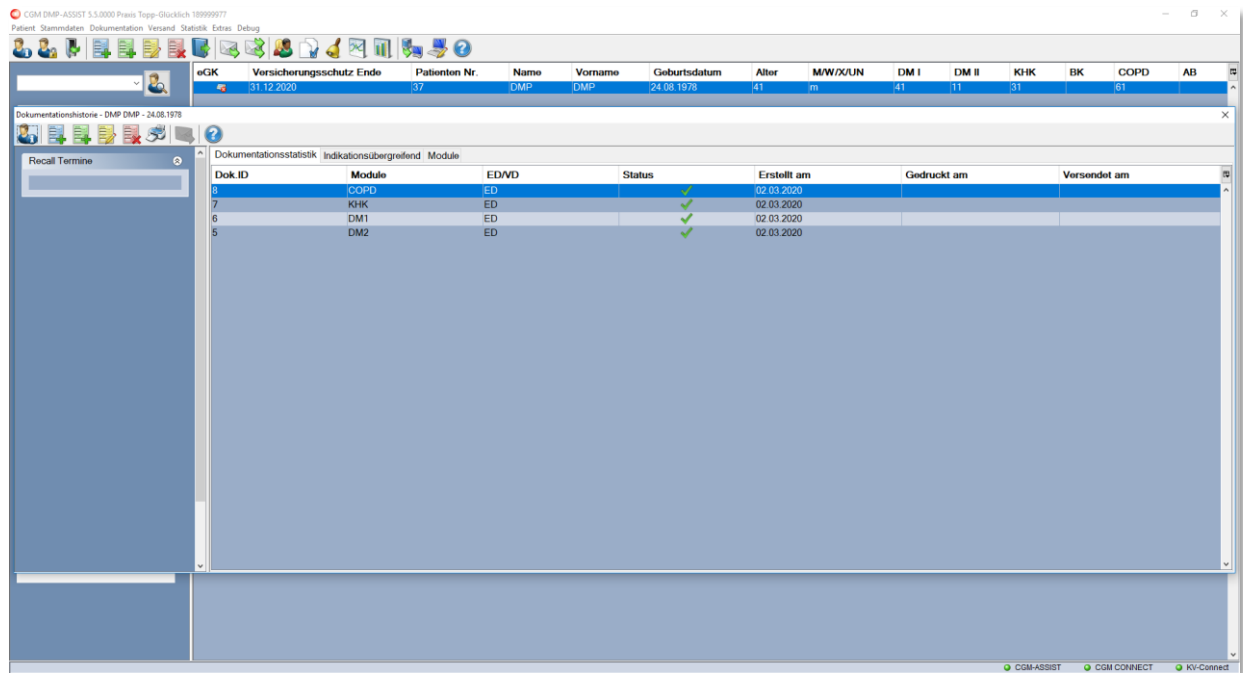 CGM DMP-ASSIST 5.5.0000 Praxis Topp-Glücklich 189999977
Patient Stammdaten Dokumentation Versand Statistik Extras Debug
eGK Versicherungsschutz Ende Patienten Nr. Name Vorname Geburtsdatum Alter M/W/X/UN DM I DM II KHK BK COPD AB
31.12.2020 37 DMP DMP 24.08.1978 41 m 41 11 31 61
Dokumentationshistorie - DMP DMP - 24.08.1978
Recall Termine
Dokumentationsstatistik Indikationsübergreifend Module
Dok.ID Module ED/VD Status Erstellt am Gedruckt am Versendet am
8 COPD ED 02.03.2020
7 KHK ED 02.03.2020
6 DM1 ED 02.03.2020
5 DM2 ED 02.03.2020
CGM-ASSIST CGM CONNECT KV-Connect